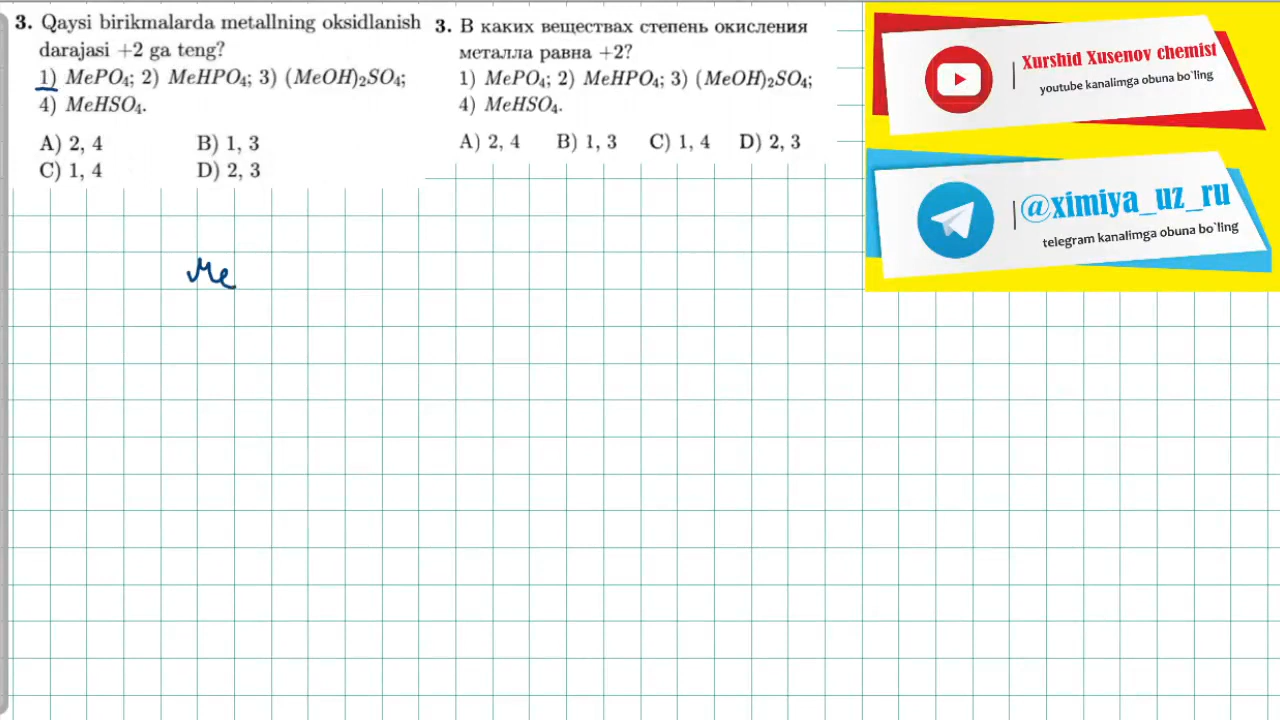 3. Qaysi birikmalarda metallning oksidlanish
darajasi +2 ga teng?
1) MePO₄; 2) MeHPO₄; 3) (MeOH)₂SO₄;
4) MeHSO₄.
A) 2, 4 B) 1, 3
C) 1, 4 D) 2, 3
3. В каких веществах степень окисления
металла равна +2?
1) MePO₄; 2) MeHPO₄; 3) (MeOH)₂SO₄;
4) MeHSO₄.
A) 2, 4 B) 1, 3 C) 1, 4 D) 2, 3
Me
Xurshid Xusenov chemist
youtube kanalimga obuna bo`ling
@ximiya_uz_ru
telegram kanalimga obuna bo`ling